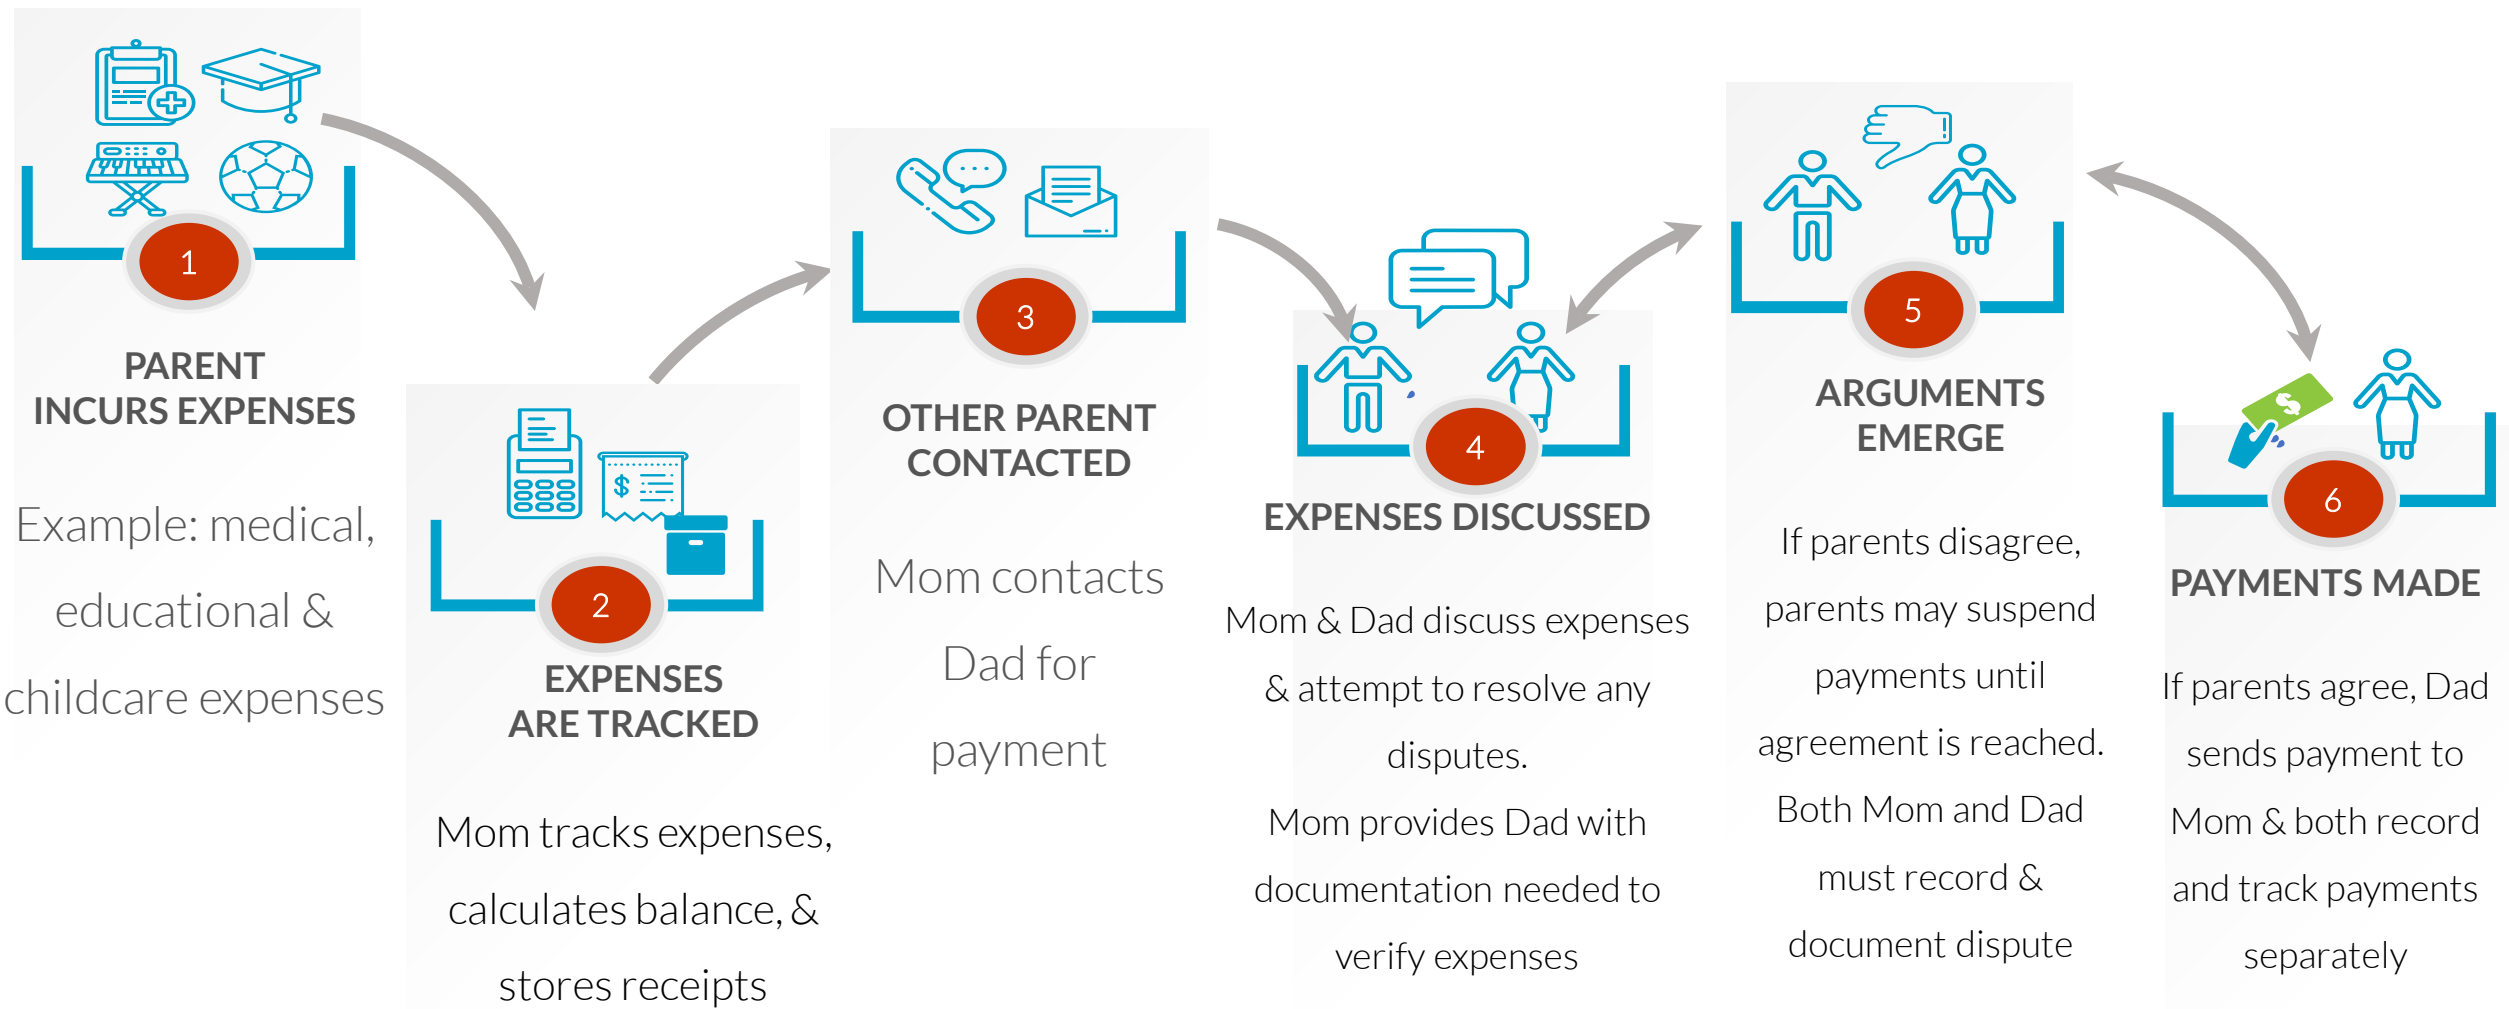 1
PARENT
INCURS EXPENSES
Example: medical,
educational &
childcare expenses
$
2
EXPENSES
ARE TRACKED
Mom tracks expenses,
calculates balance, &
stores receipts
3
OTHER PARENT
CONTACTED
Mom contacts
Dad for
payment
4
EXPENSES DISCUSSED
Mom & Dad discuss expenses
& attempt to resolve any
disputes.
Mom provides Dad with
documentation needed to
verify expenses
5
ARGUMENTS
EMERGE
If parents disagree,
parents may suspend
payments until
agreement is reached.
Both Mom and Dad
must record &
document dispute
$
6
PAYMENTS MADE
If parents agree, Dad
sends payment to
Mom & both record
and track payments
separately